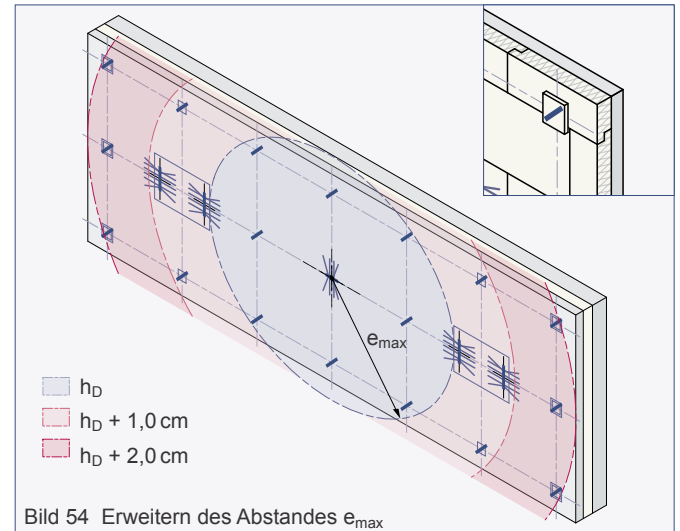 e_max
h_D
h_D + 1,0 cm
h_D + 2,0 cm
Bild 54 Erweitern des Abstandes e_max